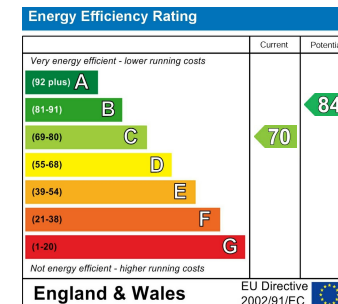 Energy Efficiency Rating
Current Potentia
Very energy efficient - lower running costs
(92 plus) A
(81-91) B 84
(69-80) C 70
(55-68) D
(39-54) E
(21-38) F
(1-20) G
Not energy efficient - higher running costs
England & Wales
EU Directive
2002/91/EC